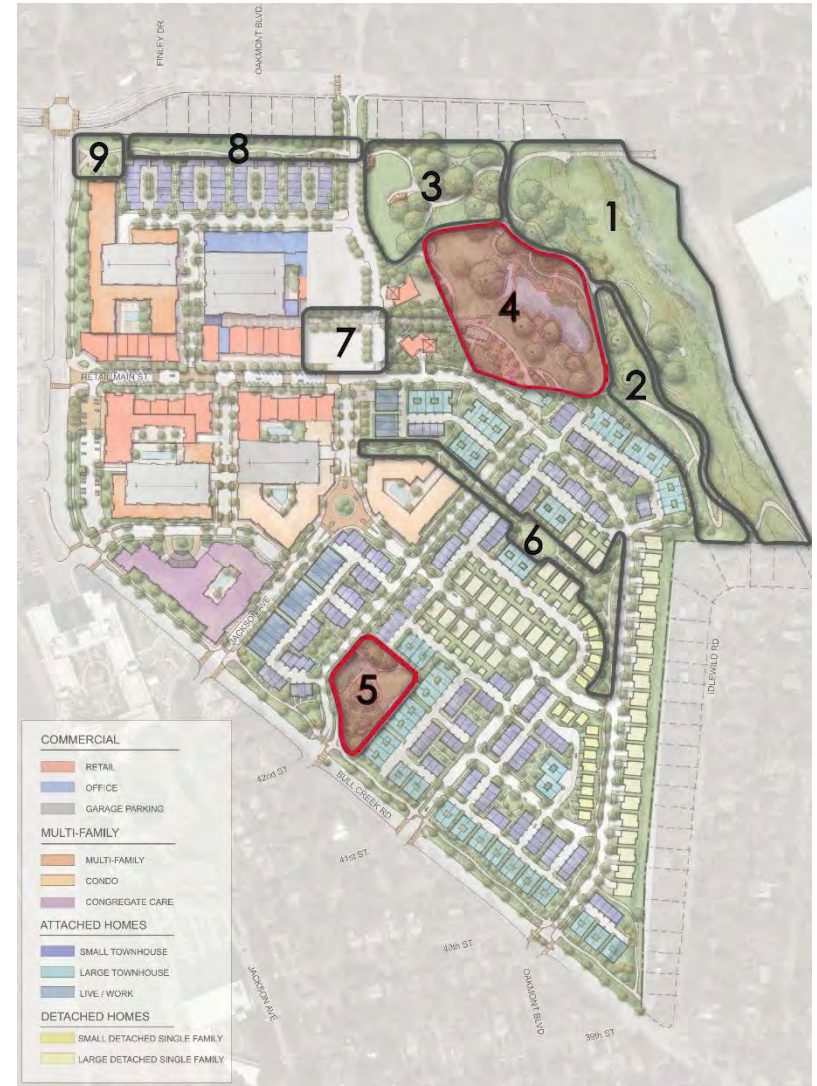 FINLEY DR.
OAKMONT BLVD.
9
8
3
1
4
7
2
RETAIL MAIN ST.
6
JACKSON AVE
5
IDLEWILD RD
42nd ST.
BULL CREEK RD
41st ST.
40th ST.
OAKMONT BLVD
39th ST.
JACKSON AVE
COMMERCIAL
RETAIL
OFFICE
GARAGE PARKING
MULTI-FAMILY
MULTI-FAMILY
CONDO
CONGREGATE CARE
ATTACHED HOMES
SMALL TOWNHOUSE
LARGE TOWNHOUSE
LIVE / WORK
DETACHED HOMES
SMALL DETACHED SINGLE FAMILY
LARGE DETACHED SINGLE FAMILY